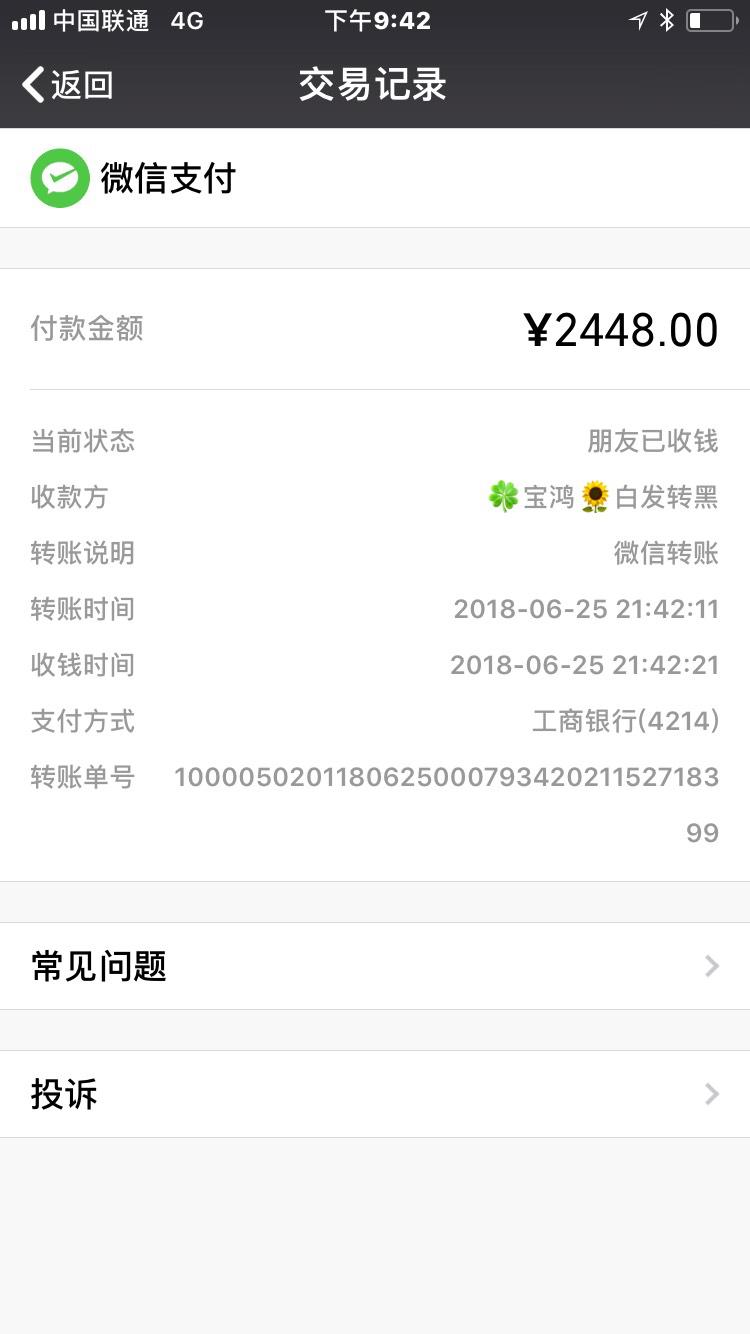 中国联通 4G 下午9:42
返回 交易记录
微信支付
付款金额 ¥2448.00
当前状态 朋友已收钱
收款方 🍀宝鸿🌻白发转黑
转账说明 微信转账
转账时间 2018-06-25 21:42:11
收钱时间 2018-06-25 21:42:21
支付方式 工商银行(4214)
转账单号 100005020118062500079342021152​7183
99
常见问题
投诉